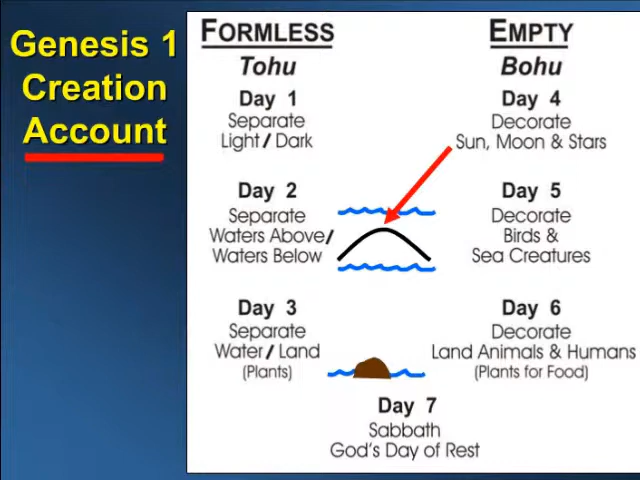 Genesis 1
Creation
Account
FORMLESS
Tohu
Day 1
Separate
Light / Dark
Day 2
Separate
Waters Above/
Waters Below
Day 3
Separate
Water / Land
(Plants)
EMPTY
Bohu
Day 4
Decorate
Sun, Moon & Stars
Day 5
Decorate
Birds &
Sea Creatures
Day 6
Decorate
Land Animals & Humans
(Plants for Food)
Day 7
Sabbath
God's Day of Rest